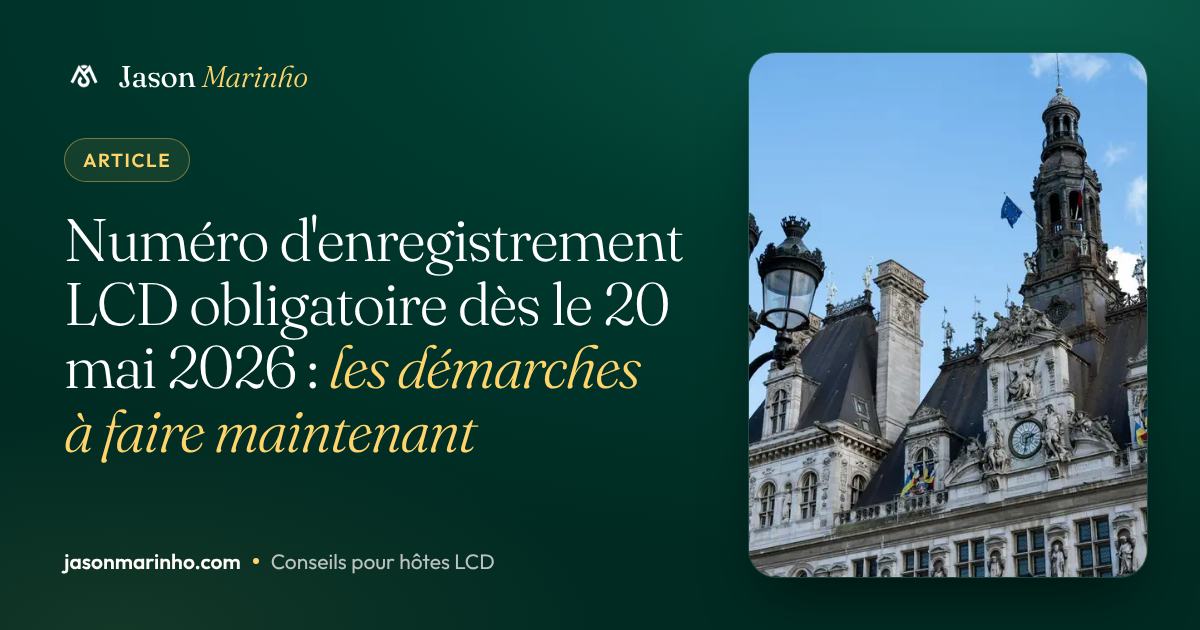 Jason Marinho
ARTICLE
Numéro d'enregistrement
LCD obligatoire dès le 20
mai 2026 : les démarches
à faire maintenant
jasonmarinho.com • Conseils pour hôtes LCD